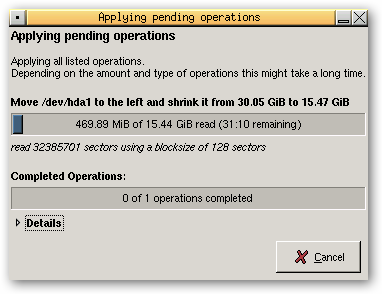 Applying pending operations
Applying pending operations
Applying all listed operations.
Depending on the amount and type of operations this might take a long time.
Move /dev/hda1 to the left and shrink it from 30.05 GiB to 15.47 GiB
469.89 MiB of 15.44 GiB read (31:10 remaining)
read 32385701 sectors using a blocksize of 128 sectors
Completed Operations:
0 of 1 operations completed
Details
Cancel